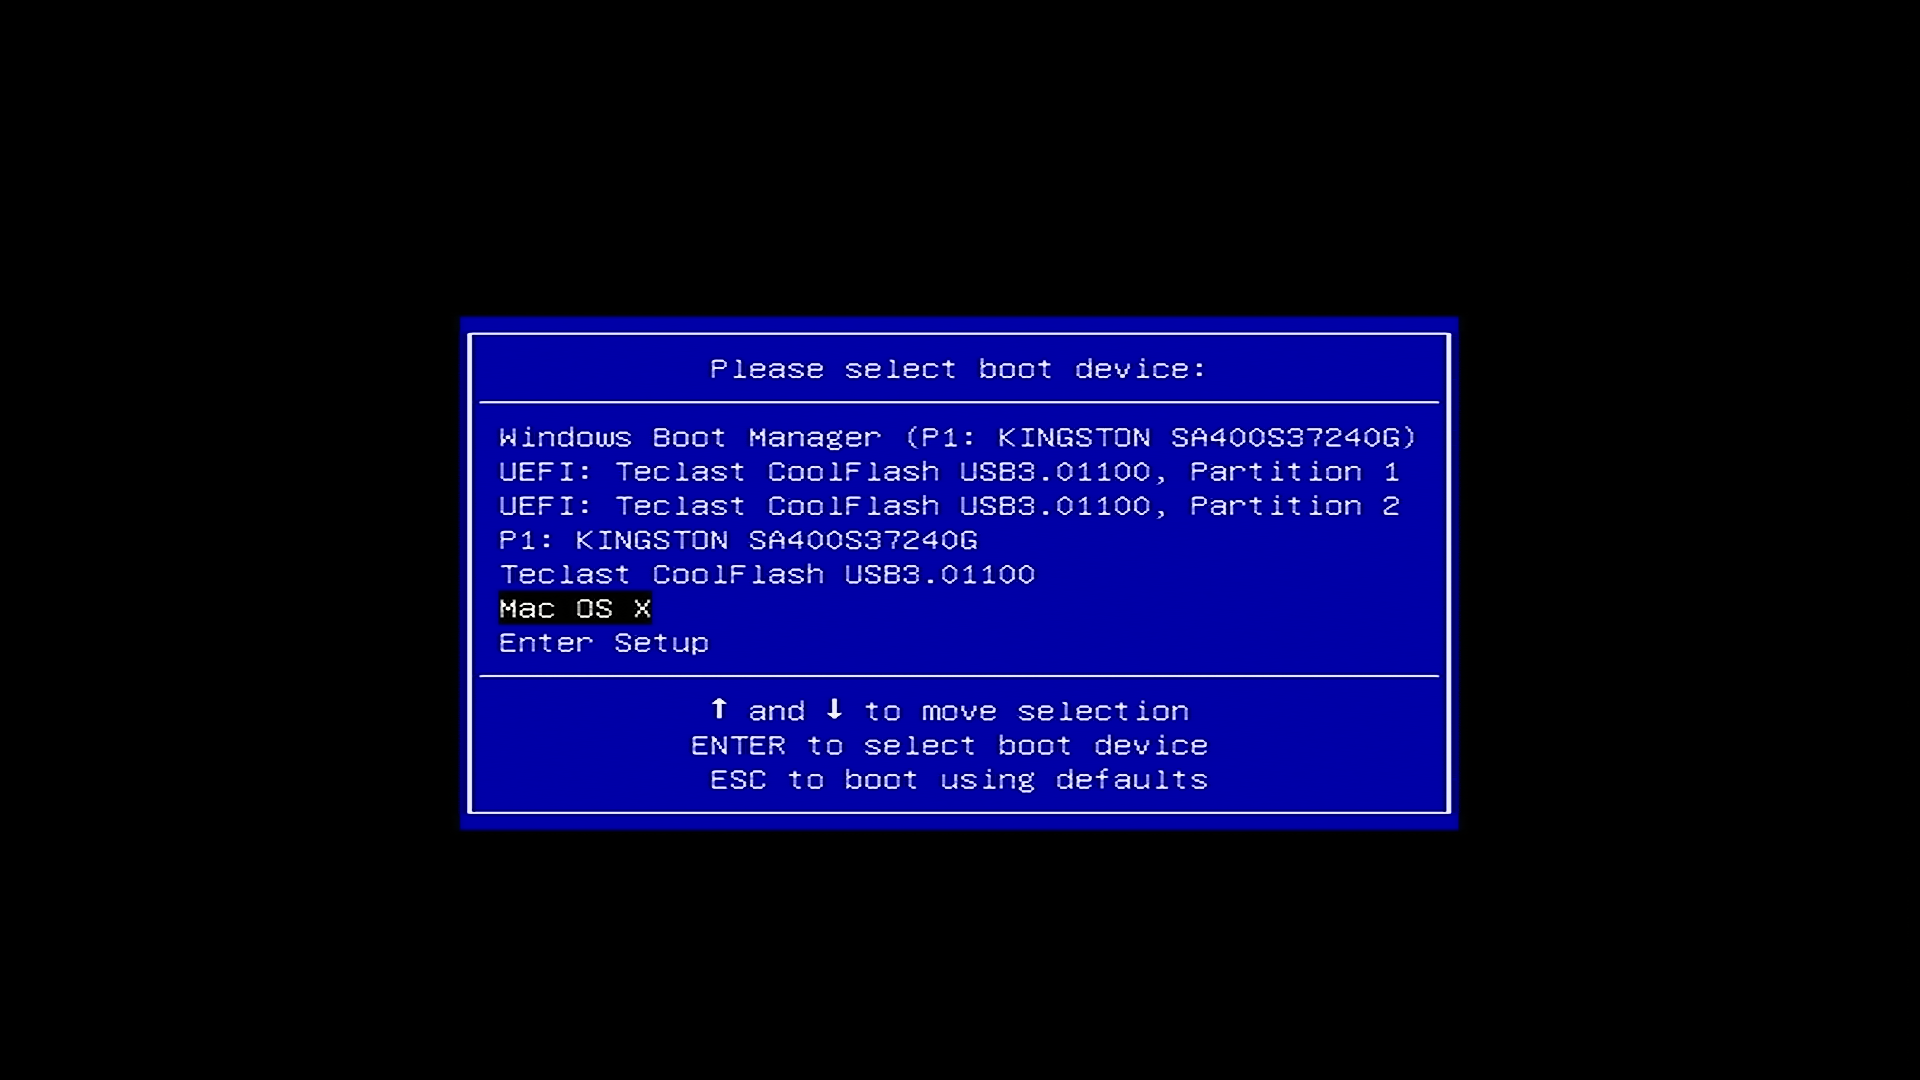 Please select boot device:
Windows Boot Manager (P1: KINGSTON SA400S37240G)
UEFI: Teclast CoolFlash USB3.01100, Partition 1
UEFI: Teclast CoolFlash USB3.01100, Partition 2
P1: KINGSTON SA400S37240G
Teclast CoolFlash USB3.01100
Mac OS X
Enter Setup
↑ and ↓ to move selection
ENTER to select boot device
ESC to boot using defaults